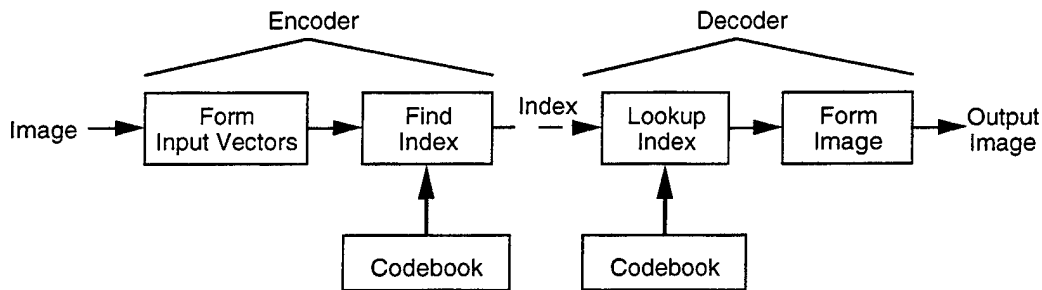 Encoder
Decoder
Image
Form
Input Vectors
Find
Index
Index
Lookup
Index
Form
Image
Output
Image
Codebook
Codebook